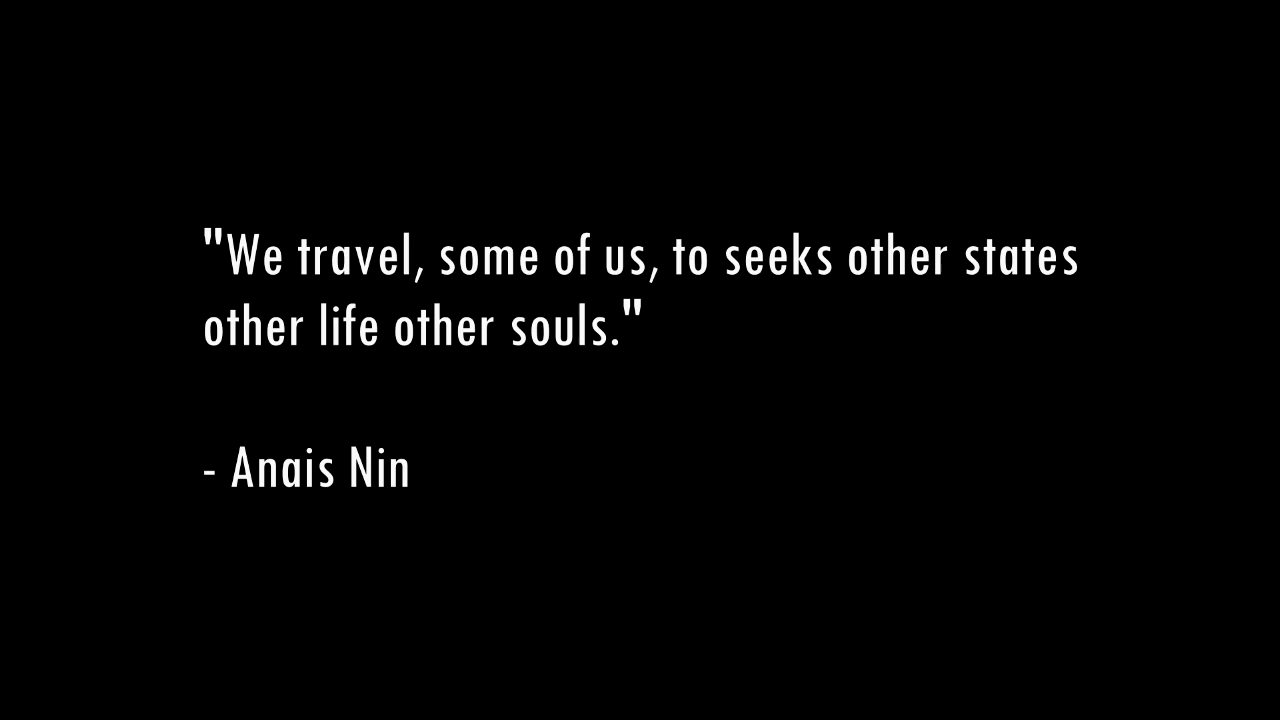 "We travel, some of us, to seeks other states
other life other souls."
- Anais Nin